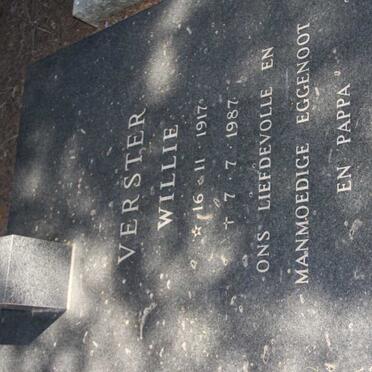 VERSTER
WILLIE
☆ 16 11 1917
† 7 7 1987
ONS LIEFDEVOLLE EN
MANMOEDIGE EGGENOOT
EN PAPPA